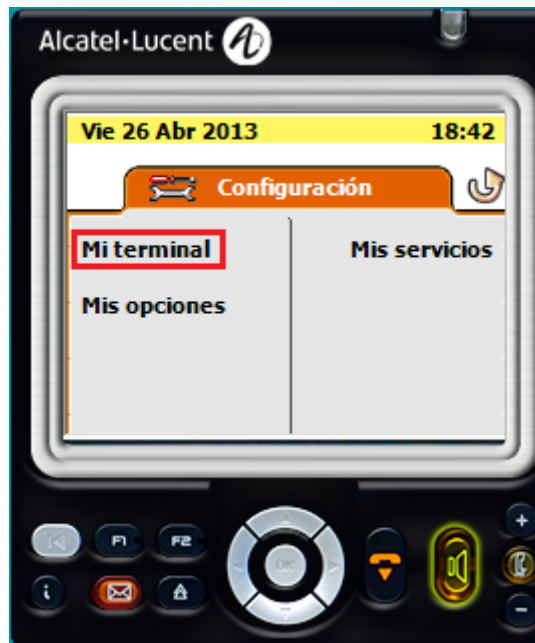 Alcatel·Lucent
Vie 26 Abr 2013 18:42
Configuración
Mi terminal Mis servicios
Mis opciones
F1 F2
OK
i
+
-